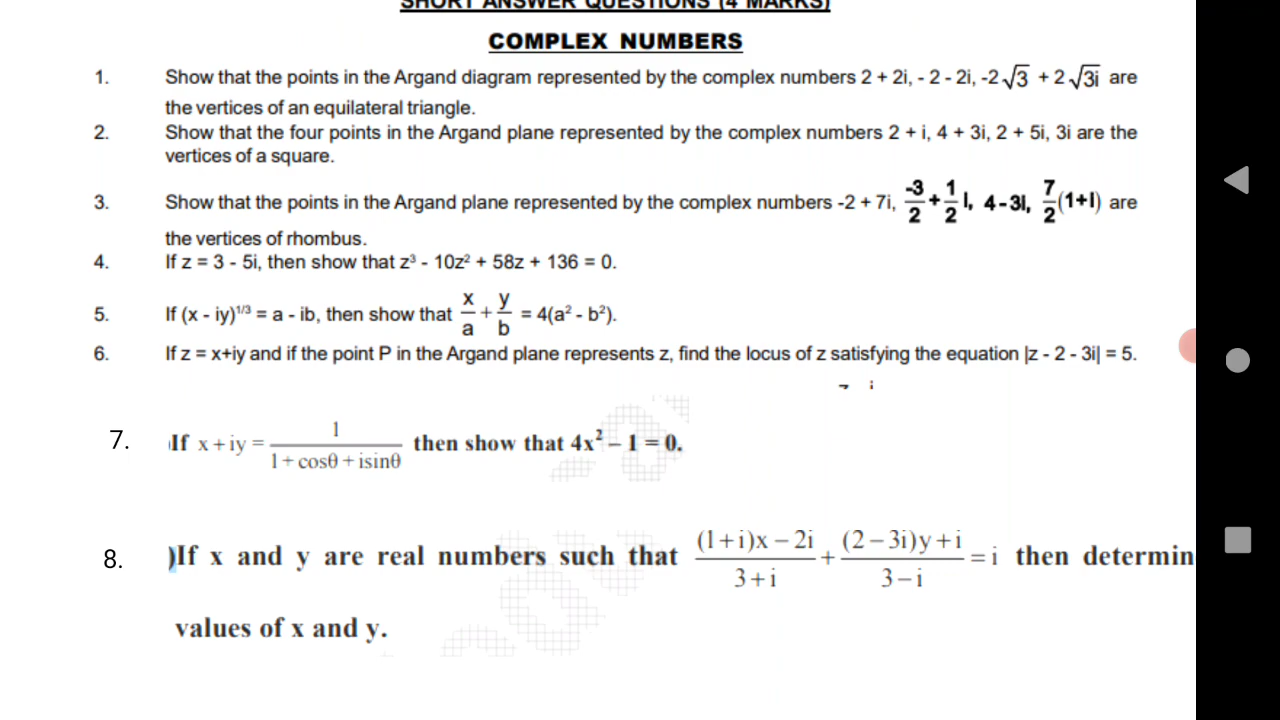 SHORT ANSWER QUESTIONS (4 MARKS)
COMPLEX NUMBERS
1. Show that the points in the Argand diagram represented by the complex numbers 2 + 2i, - 2 - 2i, -2√3 + 2√3i are
the vertices of an equilateral triangle.
2. Show that the four points in the Argand plane represented by the complex numbers 2 + i, 4 + 3i, 2 + 5i, 3i are the
vertices of a square.
3. Show that the points in the Argand plane represented by the complex numbers -2 + 7i, -3/2 + 1/2 i, 4-3i, 7/2 (1+i) are
the vertices of rhombus.
4. If z = 3 - 5i, then show that z³ - 10z² + 58z + 136 = 0.
5. If (x - iy)^1/3 = a - ib, then show that x/a + y/b = 4(a² - b²).
6. If z = x+iy and if the point P in the Argand plane represents z, find the locus of z satisfying the equation |z - 2 - 3i| = 5.
7. If x + iy = 1/(1 + cosθ + isinθ) then show that 4x² – 1 = 0.
8. )If x and y are real numbers such that ((1+i)x – 2i)/(3+i) + ((2–3i)y+i)/(3–i) = i then determin
values of x and y.